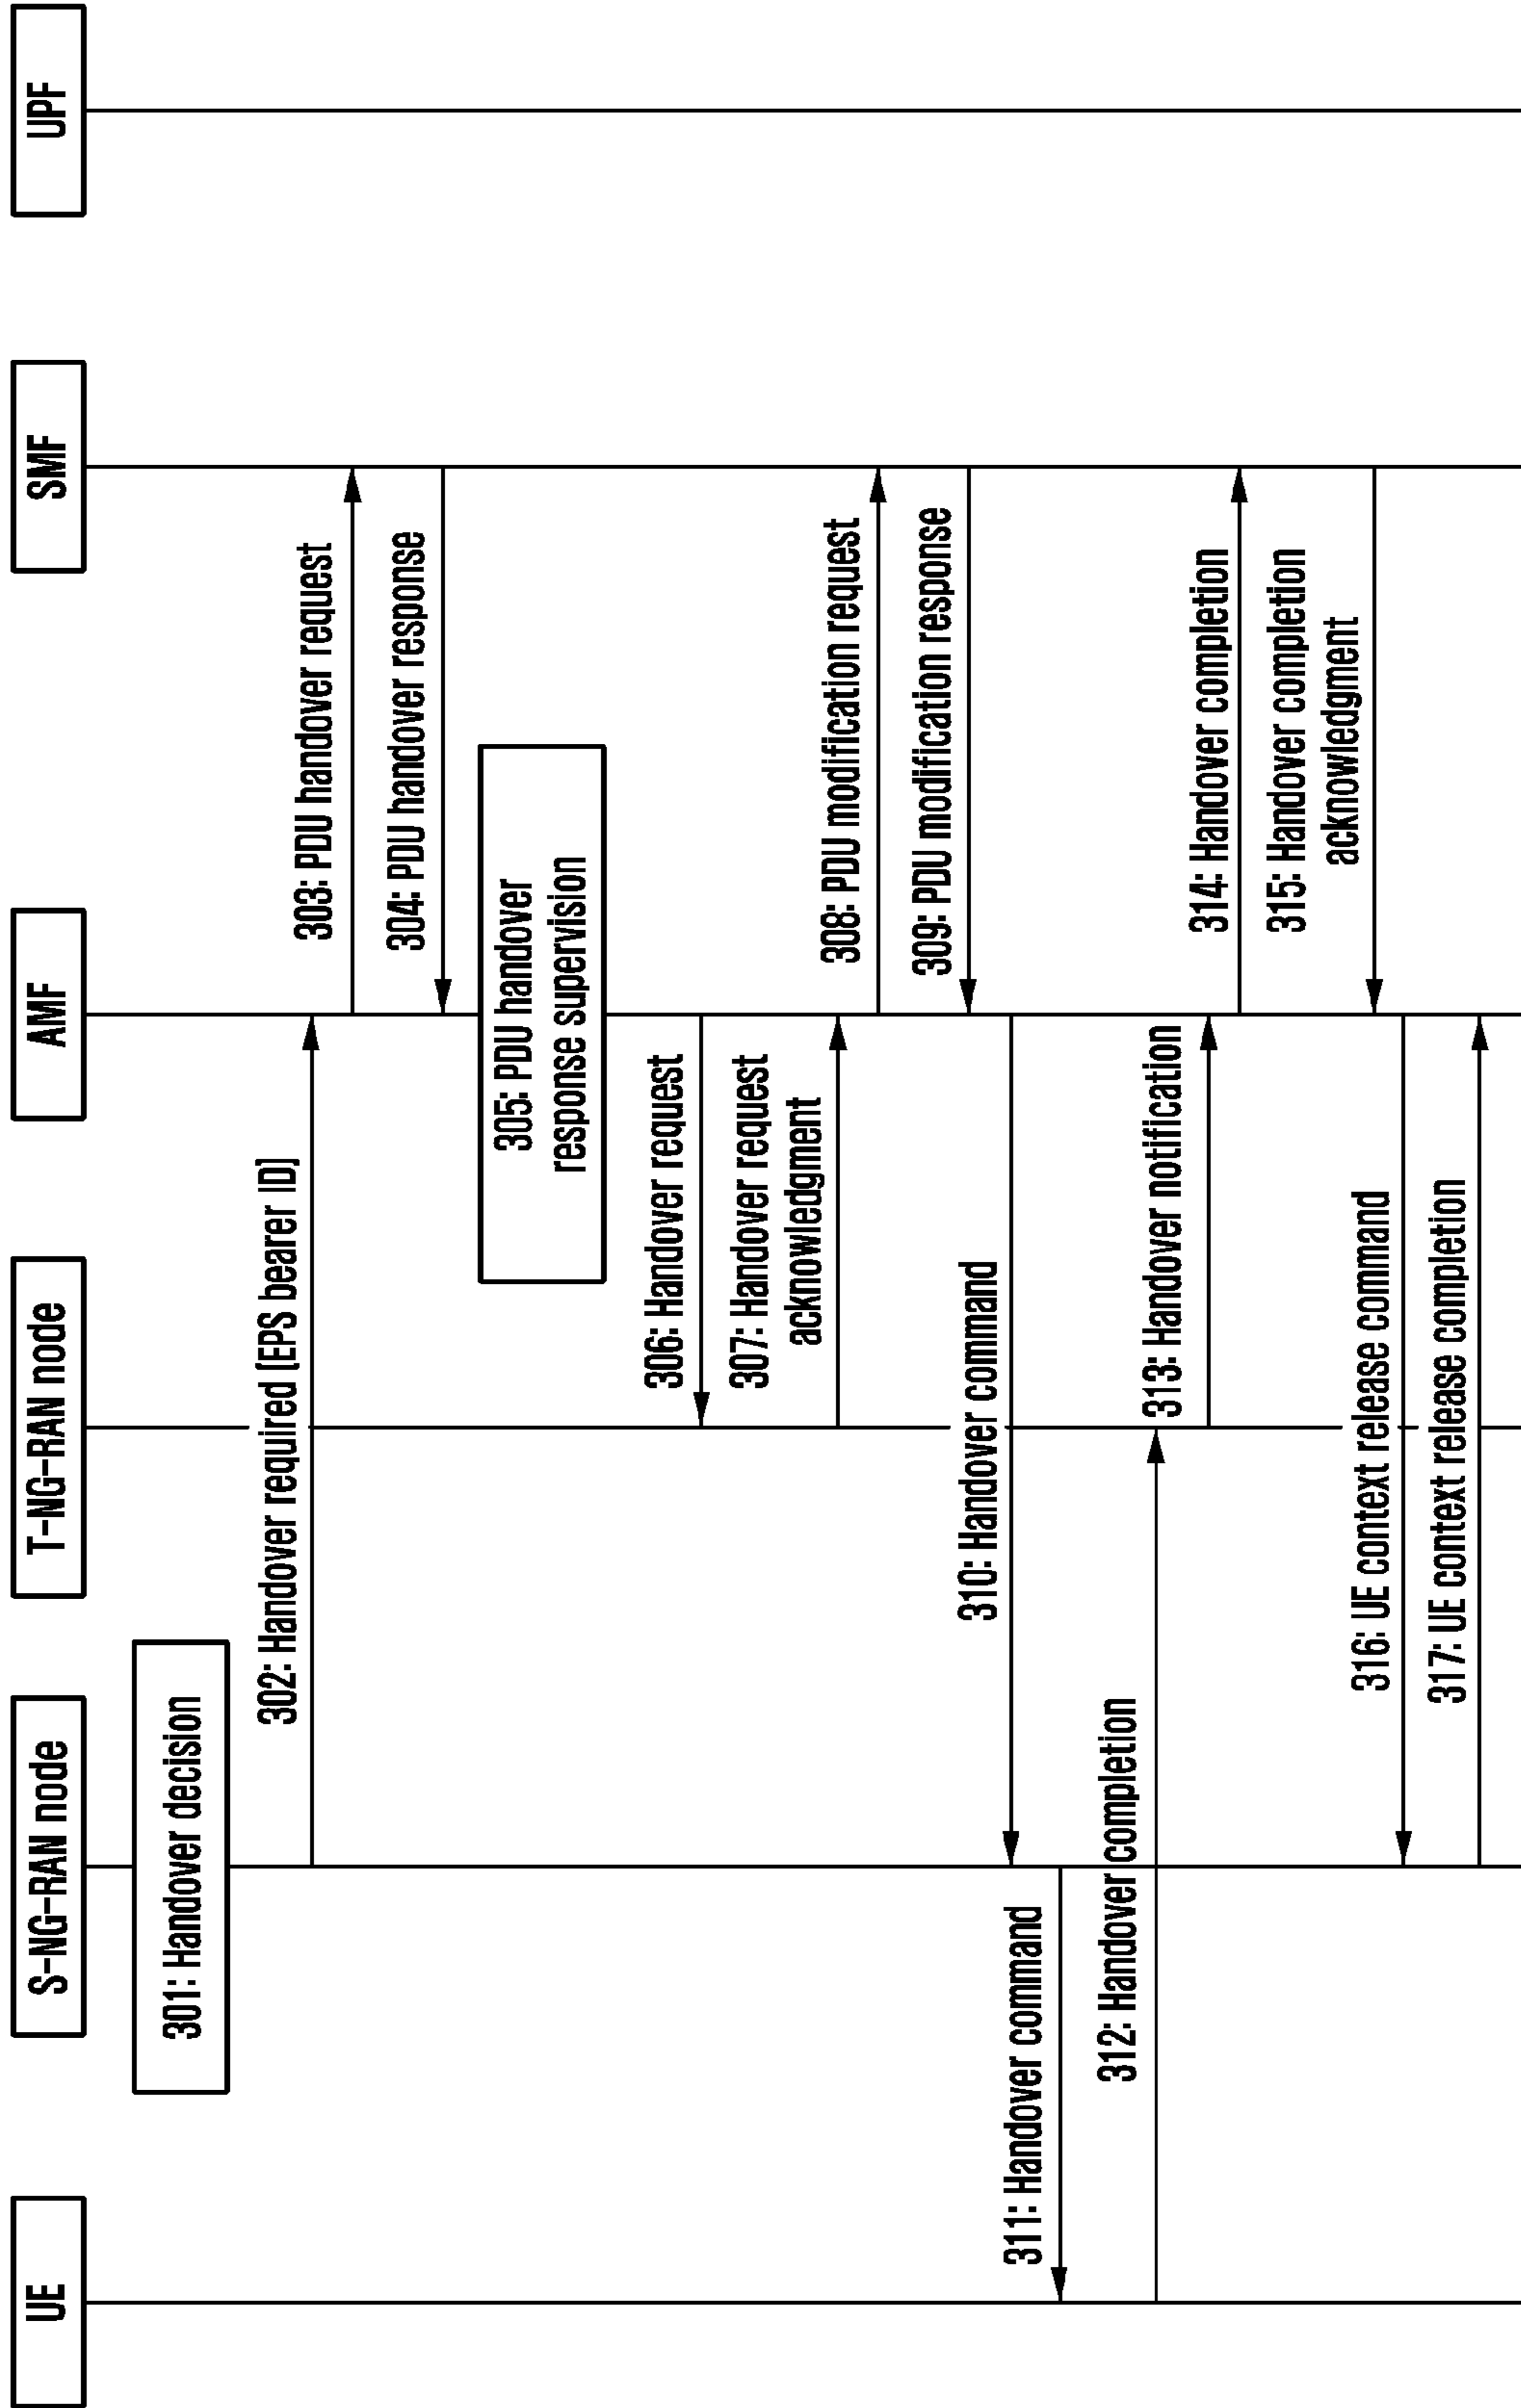 UE
S-NG-RAN node
T-NG-RAN node
AMF
SMF
UPF
301: Handover decision
302: Handover required (EPS bearer ID)
303: PDU handover request
304: PDU handover response
305: PDU handover
response supervision
306: Handover request
307: Handover request
acknowledgment
308: PDU modification request
309: PDU modification response
310: Handover command
311: Handover command
312: Handover completion
313: Handover notification
314: Handover completion
315: Handover completion
acknowledgment
316: UE context release command
317: UE context release completion